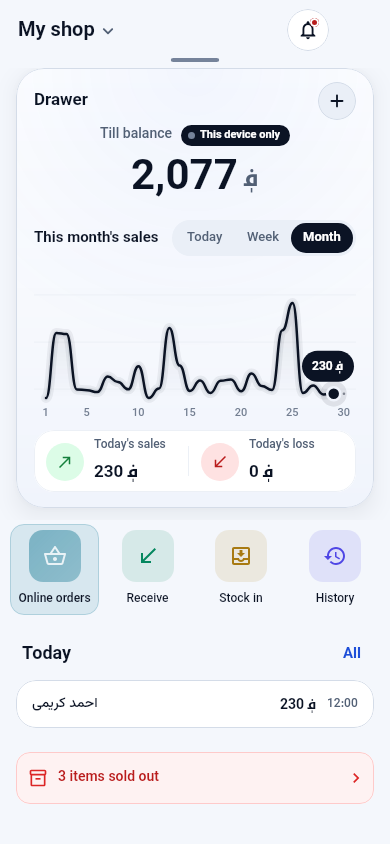 My shop
Drawer
Till balance
This device only
2,077 ؋
This month's sales
Today
Week
Month
230 ؋
1 5 10 15 20 25 30
Today's sales
230 ؋
Today's loss
0 ؋
Online orders
Receive
Stock in
History
Today
All
احمد کریمی
230 ؋
12:00
3 items sold out